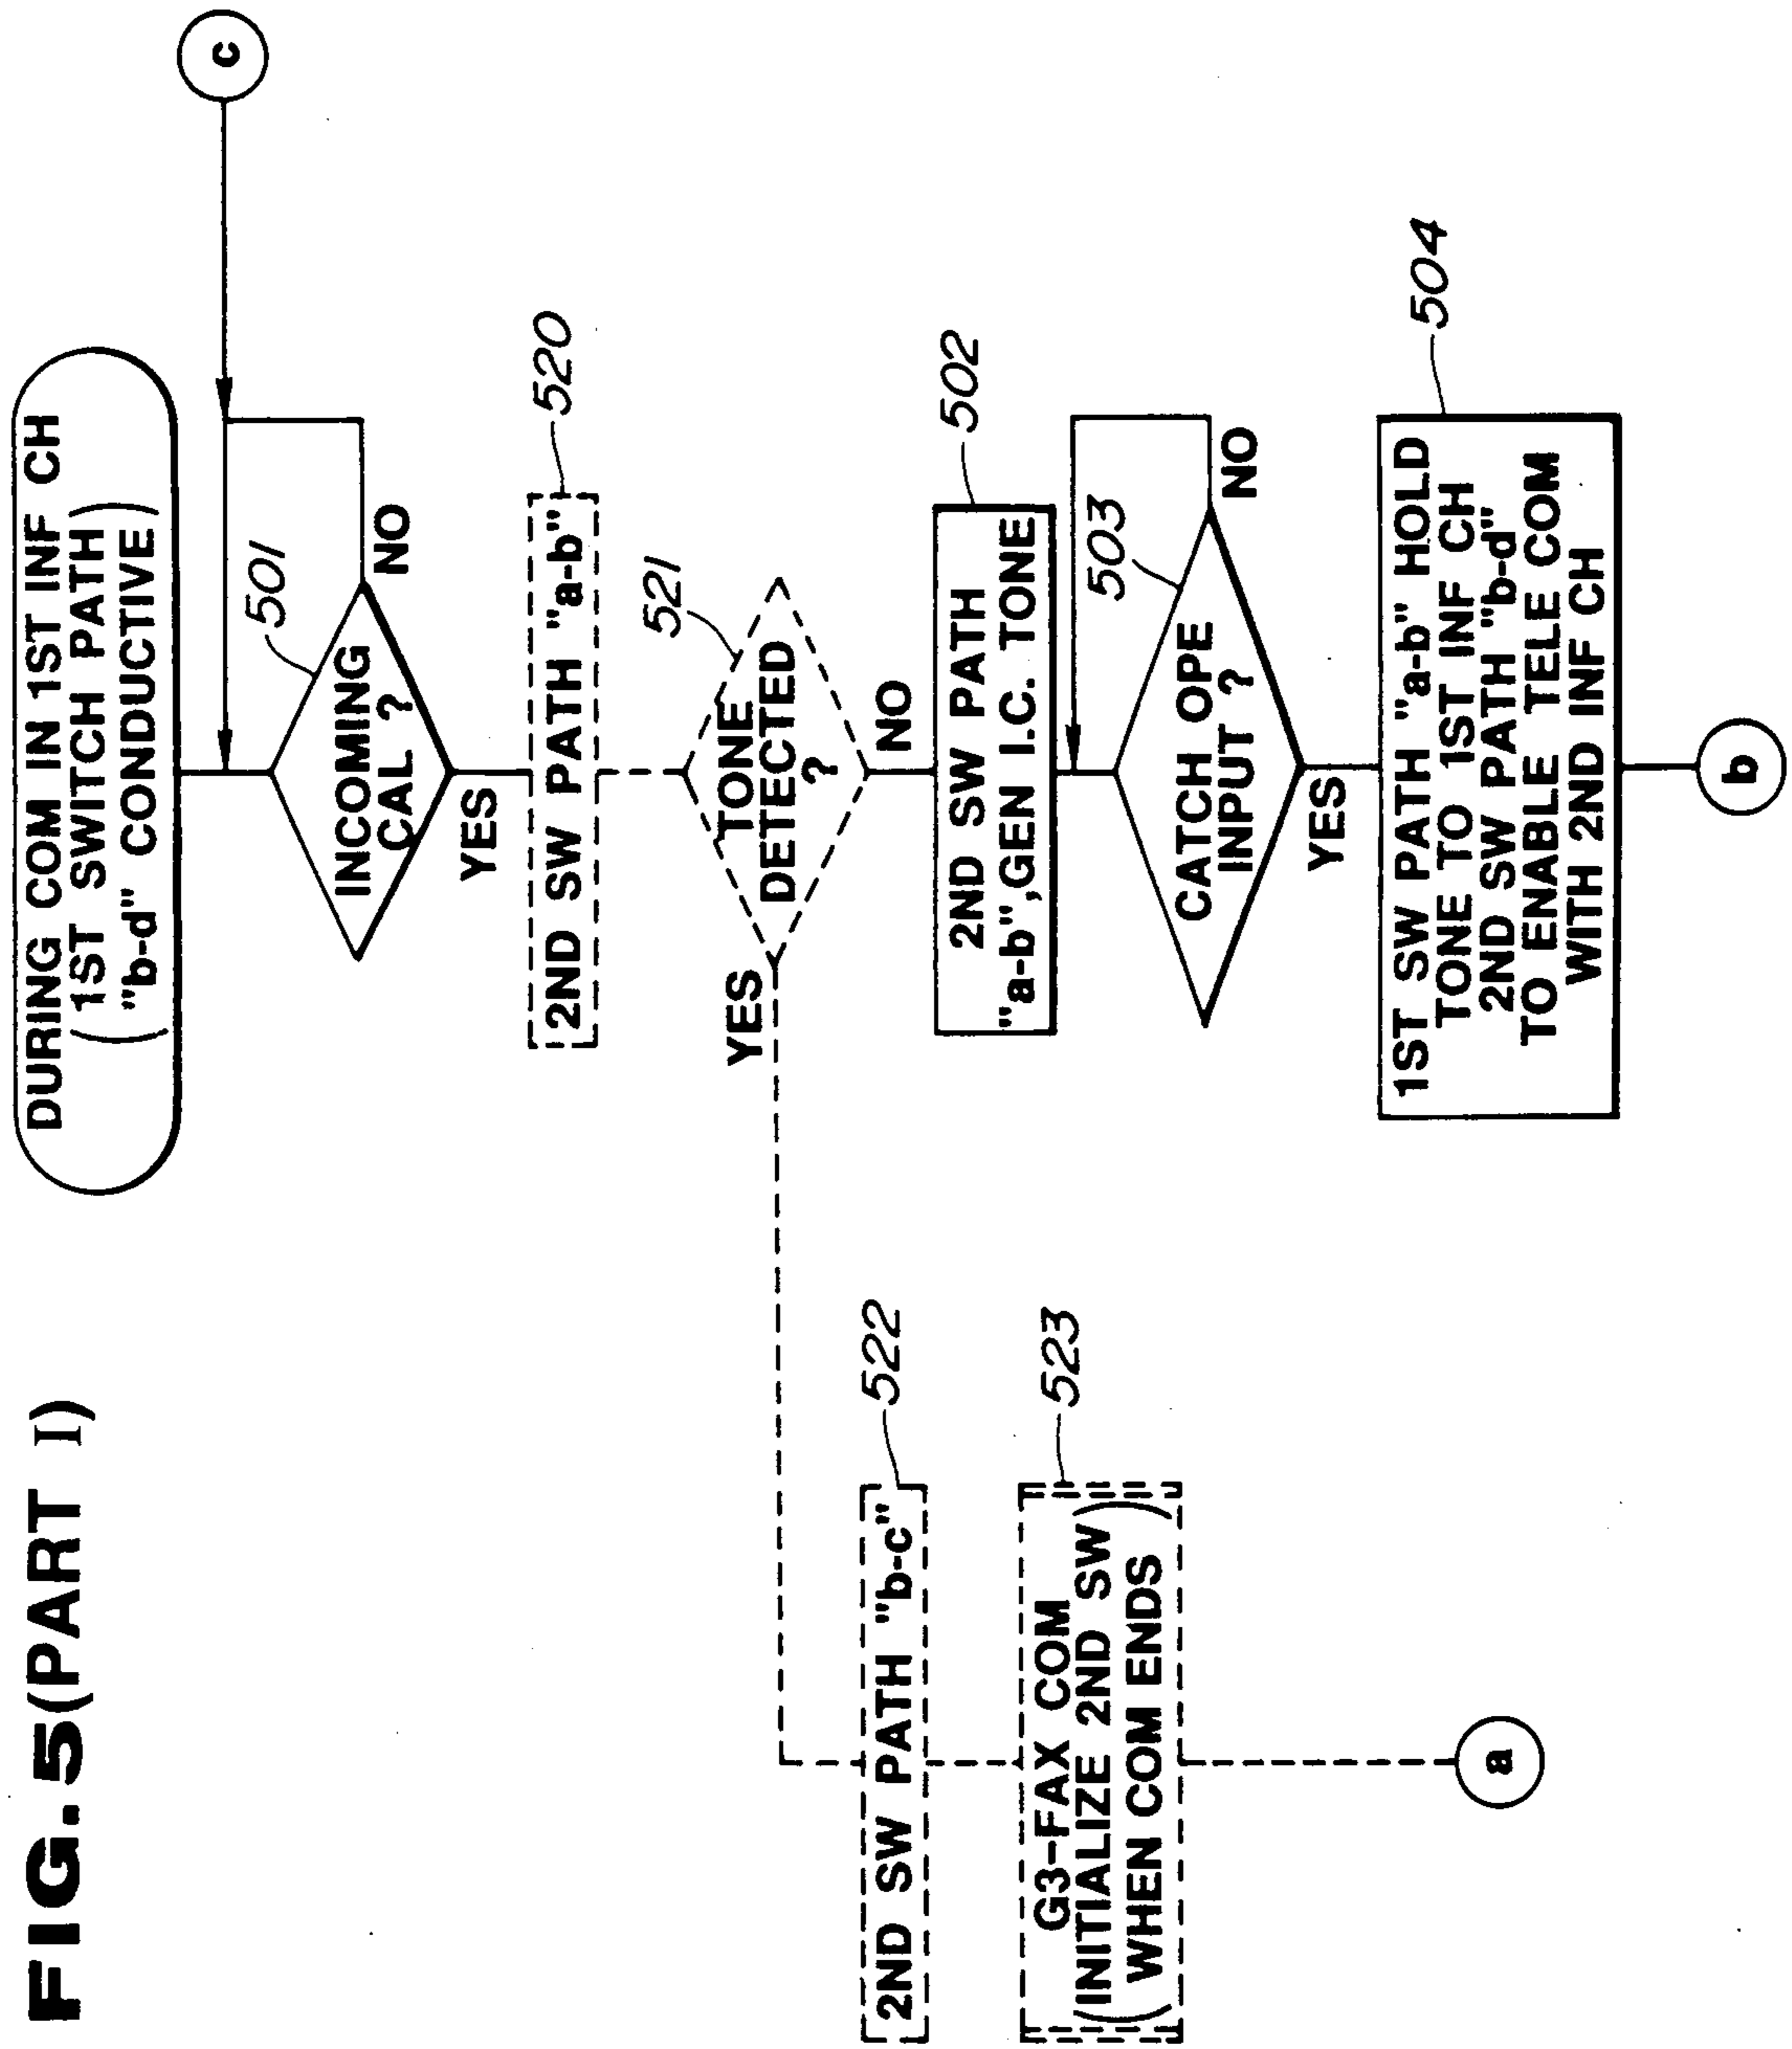 FIG. 5(PART I)
DURING COM IN 1ST INF CH
(1ST SWITCH PATH)
("b-d" CONDUCTIVE)
c
501
INCOMING
CAL ?
NO
YES
520
2ND SW PATH "a-b"
521
TONE
DETECTED
?
YES
NO
522
2ND SW PATH "b-c"
523
G3-FAX COM
(INITIALIZE 2ND SW)
(WHEN COM ENDS)
a
502
2ND SW PATH
"a-b",GEN I.C. TONE
503
CATCH OPE
INPUT ?
NO
YES
504
1ST SW PATH "a-b" HOLD
TONE TO 1ST INF CH
2ND SW PATH "b-d"
TO ENABLE TELE COM
WITH 2ND INF CH
b